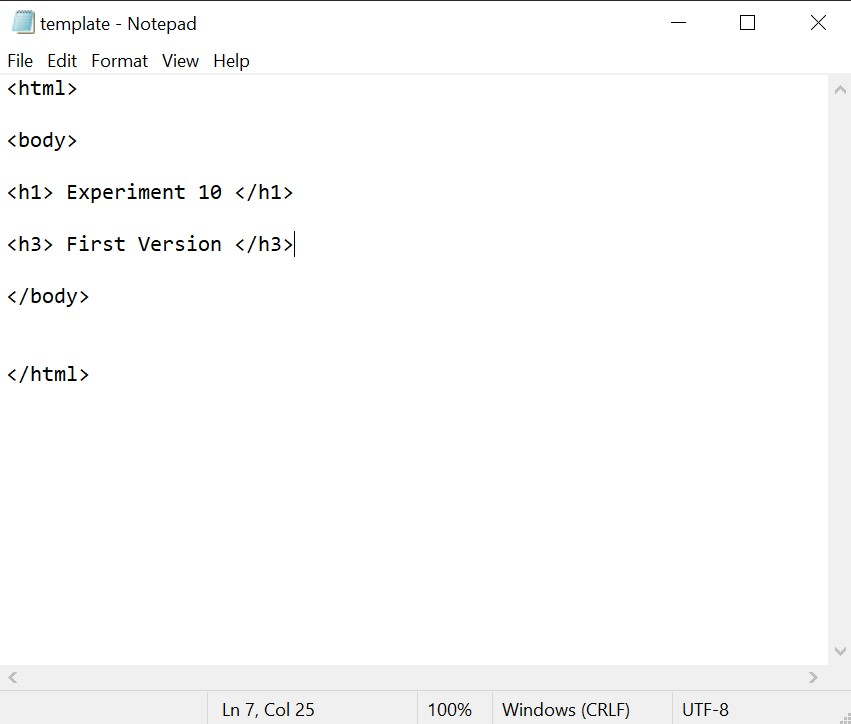 template - Notepad
File Edit Format View Help
<html>
<body>
<h1> Experiment 10 </h1>
<h3> First Version </h3>
</body>
</html>
Ln 7, Col 25 100% Windows (CRLF) UTF-8